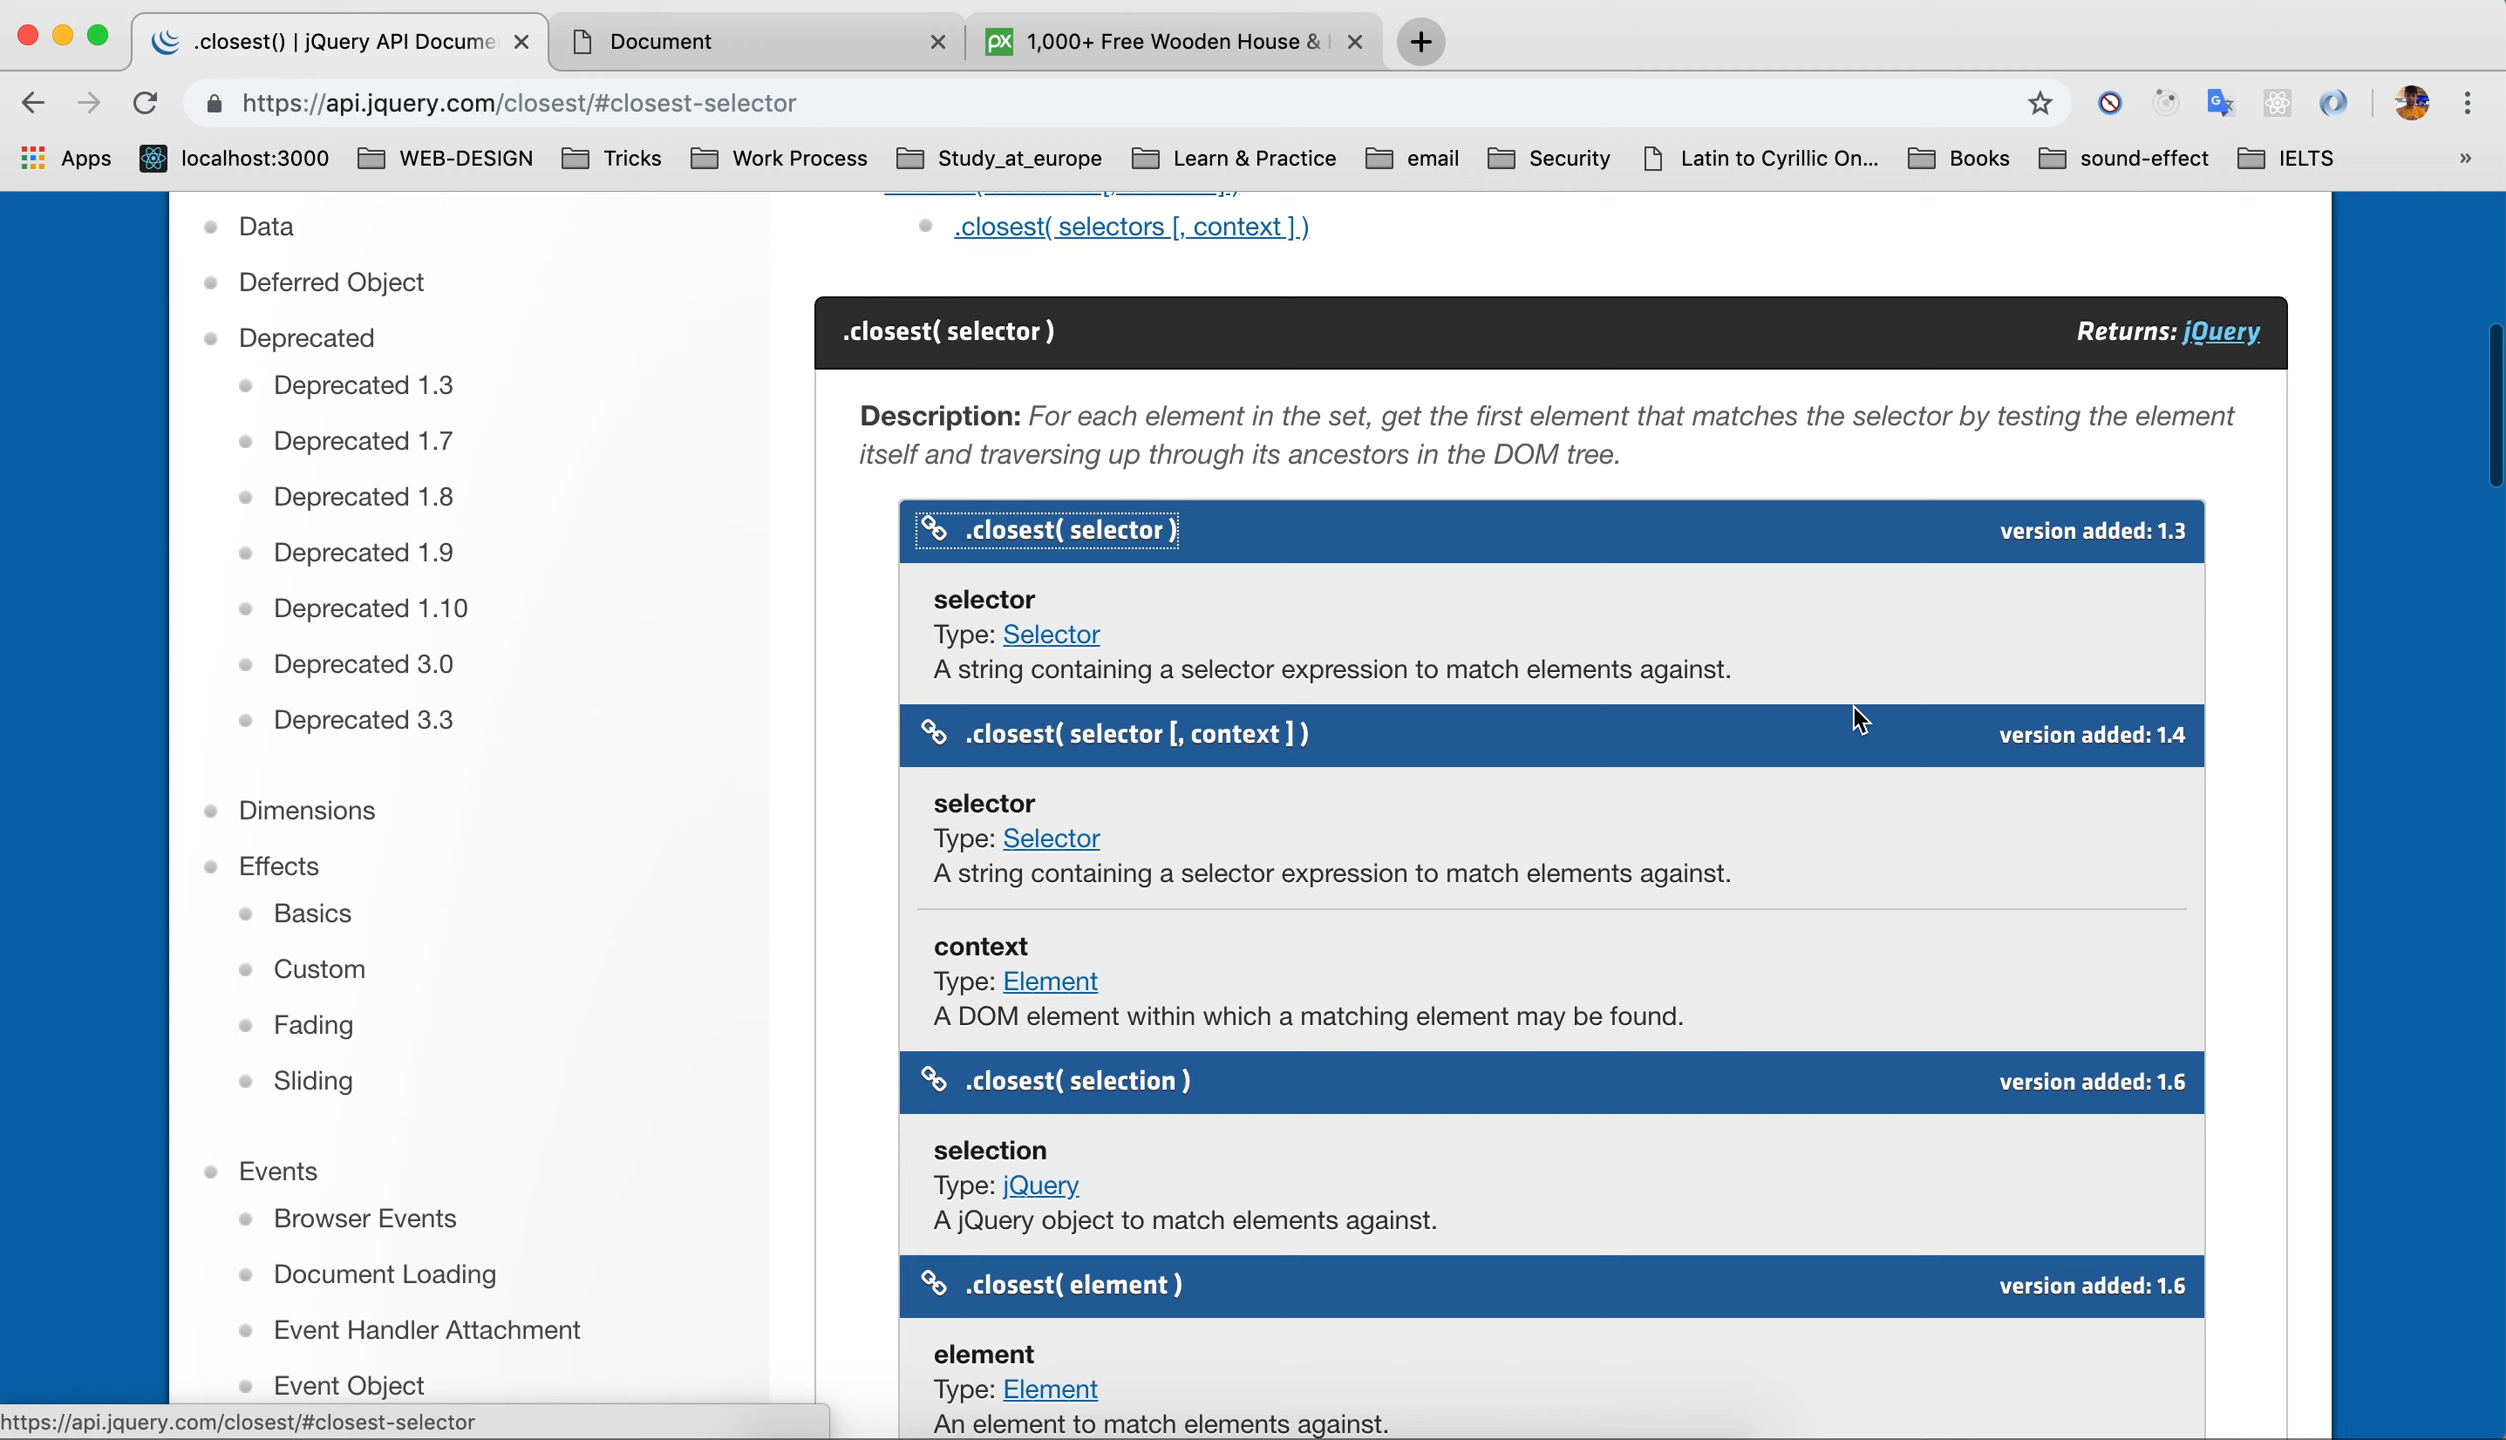 .closest() | jQuery API Docume
Document
px
1,000+ Free Wooden House &
https://api.jquery.com/closest/#closest-selector
Apps
localhost:3000
WEB-DESIGN
Tricks
Work Process
Study_at_europe
Learn & Practice
email
Security
Latin to Cyrillic On...
Books
sound-effect
IELTS
»
Data
Deferred Object
Deprecated
Deprecated 1.3
Deprecated 1.7
Deprecated 1.8
Deprecated 1.9
Deprecated 1.10
Deprecated 3.0
Deprecated 3.3
Dimensions
Effects
Basics
Custom
Fading
Sliding
Events
Browser Events
Document Loading
Event Handler Attachment
Event Object
https://api.jquery.com/closest/#closest-selector
.closest( selectors [, context ] )
.closest( selector )
Returns: jQuery
Description: For each element in the set, get the first element that matches the selector by testing the element
itself and traversing up through its ancestors in the DOM tree.
.closest( selector )
version added: 1.3
selector
Type: Selector
A string containing a selector expression to match elements against.
.closest( selector [, context ] )
version added: 1.4
selector
Type: Selector
A string containing a selector expression to match elements against.
context
Type: Element
A DOM element within which a matching element may be found.
.closest( selection )
version added: 1.6
selection
Type: jQuery
A jQuery object to match elements against.
.closest( element )
version added: 1.6
element
Type: Element
An element to match elements against.